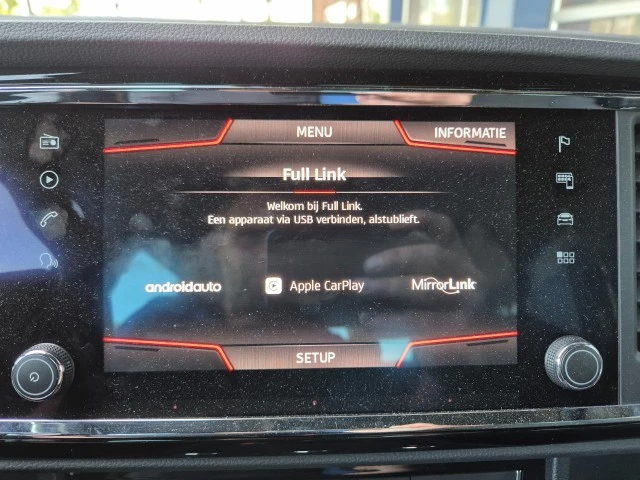 MENU
INFORMATIE
Full Link
Welkom bij Full Link.
Een apparaat via USB verbinden, alstublieft.
androidauto
Apple CarPlay
MirrorLink
SETUP